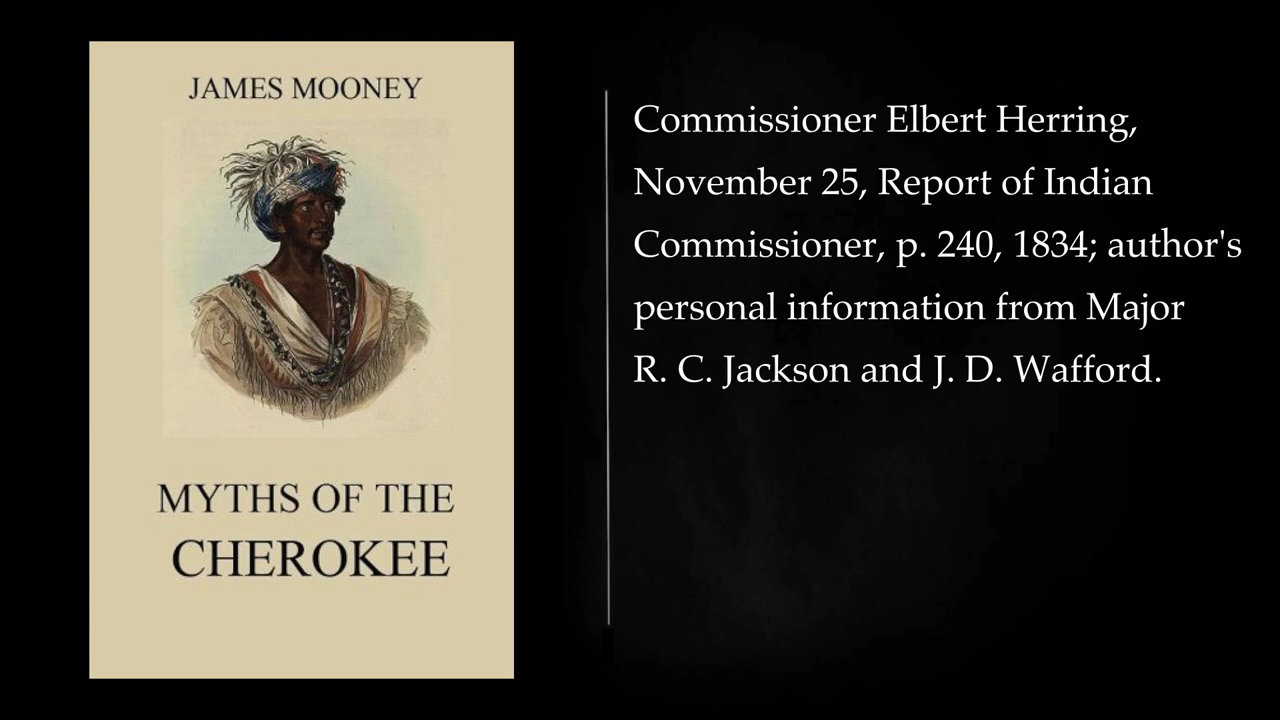 JAMES MOONEY
MYTHS OF THE
CHEROKEE
Commissioner Elbert Herring,
November 25, Report of Indian
Commissioner, p. 240, 1834; author's
personal information from Major
R. C. Jackson and J. D. Wafford.